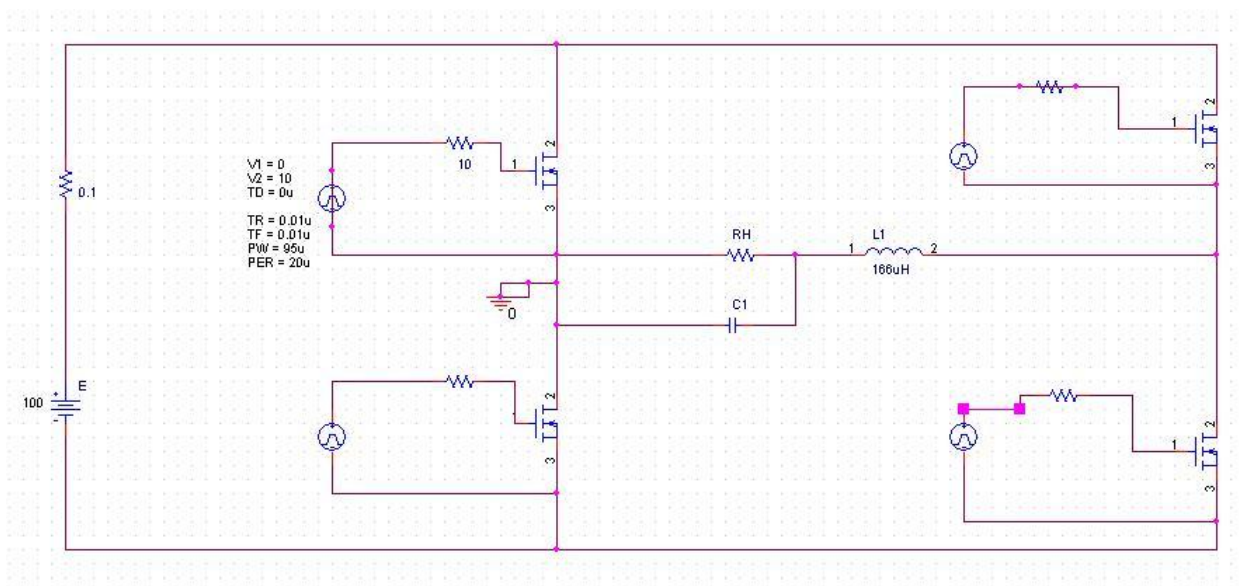 2
1
3
V1 = 0
V2 = 10
TD = 0u
TR = 0.01u
TF = 0.01u
PW = 95u
PER = 20u
10
1
2
3
0.1
RH
1
L1
2
166uH
0
C1
E
100
2
3
1
2
3